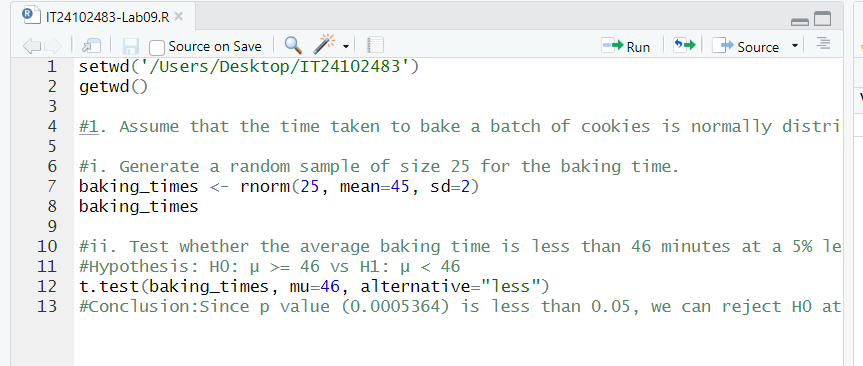 IT24102483-Lab09.R
Source on Save
Run
Source
1 setwd('/Users/Desktop/IT24102483')
2 getwd()
3
4 #1. Assume that the time taken to bake a batch of cookies is normally distri
5
6 #i. Generate a random sample of size 25 for the baking time.
7 baking_times <- rnorm(25, mean=45, sd=2)
8 baking_times
9
10 #ii. Test whether the average baking time is less than 46 minutes at a 5% le
11 #Hypothesis: H0: μ >= 46 vs H1: μ < 46
12 t.test(baking_times, mu=46, alternative="less")
13 #Conclusion:Since p value (0.0005364) is less than 0.05, we can reject H0 at